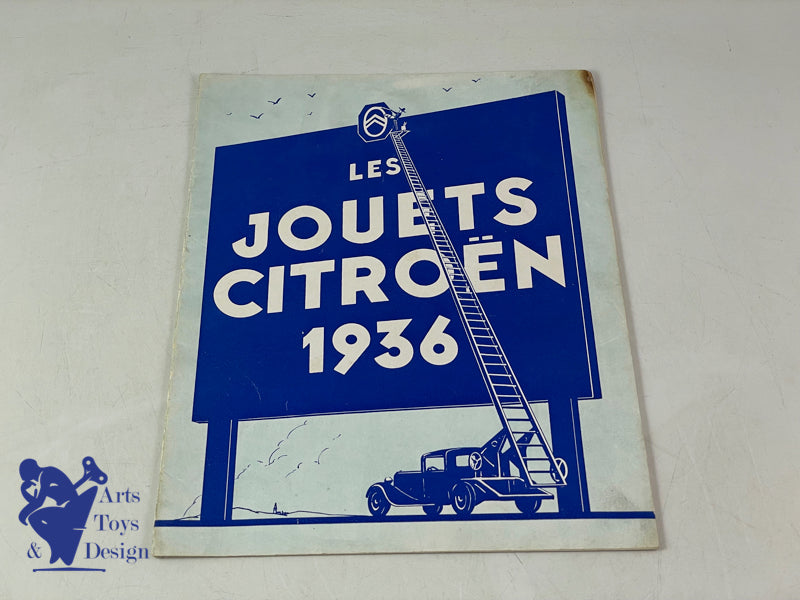 LES
JOUETS
CITROËN
1936
Arts
Toys
& Design